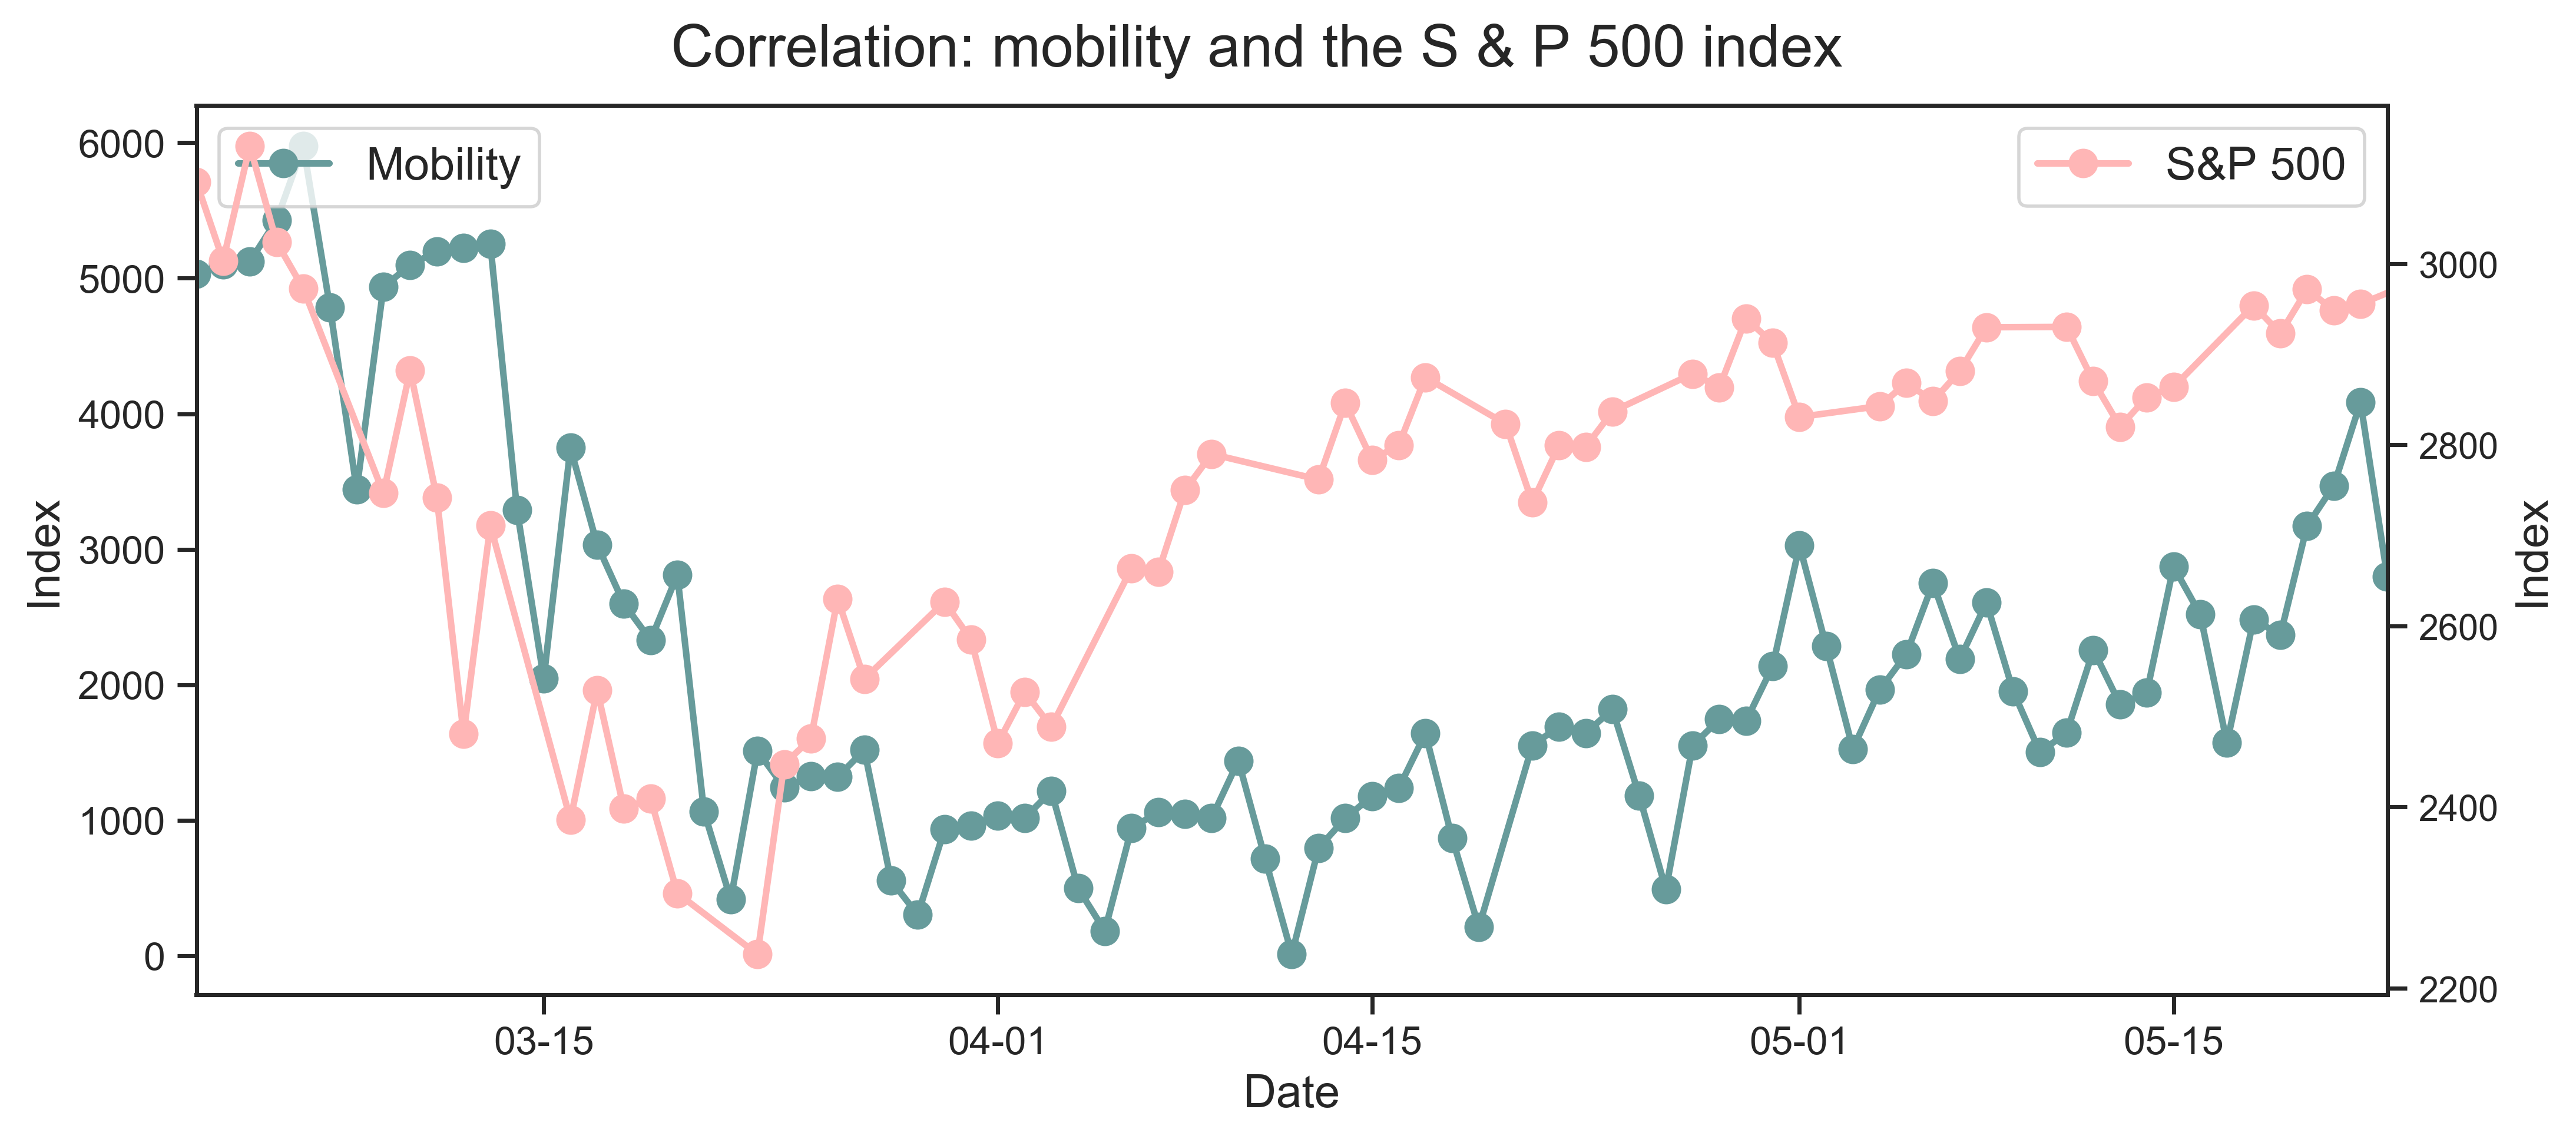 Correlation: mobility and the S & P 500 index
Mobility
S&P 500
6000
5000
4000
3000
2000
1000
0
Index
3000
2800
2600
2400
2200
Index
03-15
04-01
04-15
05-01
05-15
Date